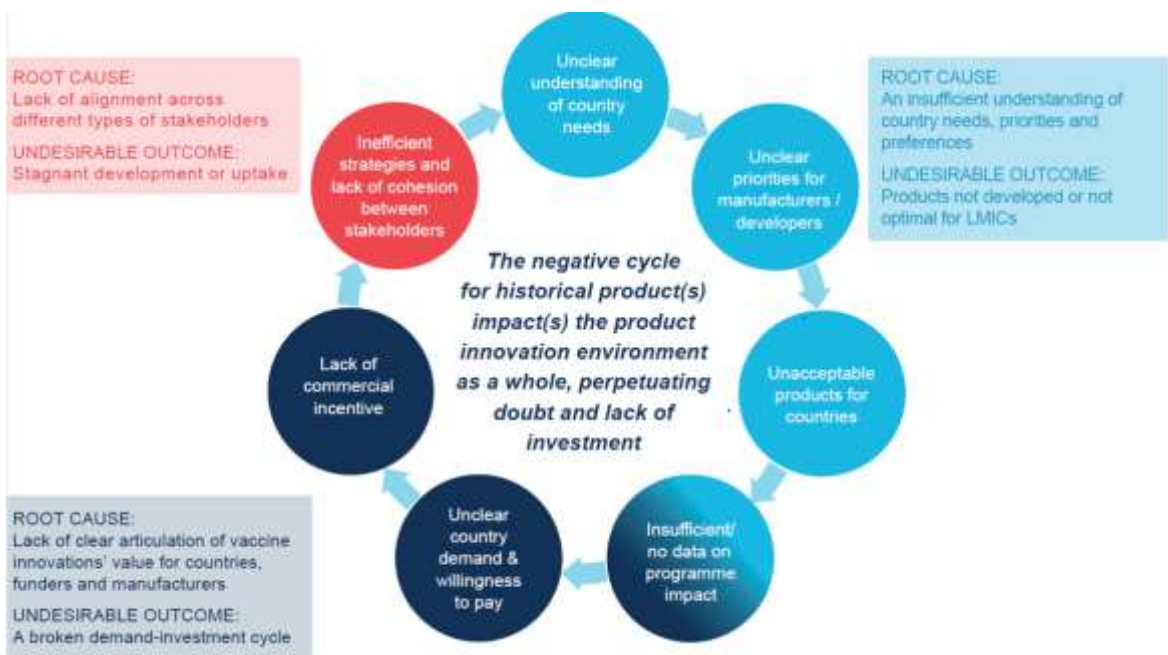 ROOT CAUSE:
Lack of alignment across
different types of stakeholders
UNDESIRABLE OUTCOME:
Stagnant development or uptake
Unclear
understanding
of country
needs
ROOT CAUSE:
An insufficient understanding of
country needs, priorities and
preferences
UNDESIRABLE OUTCOME:
Products not developed or not
optimal for LMICs
Inefficient
strategies and
lack of cohesion
between
stakeholders
Unclear
priorities for
manufacturers /
developers
The negative cycle
for historical product(s)
impact(s) the product
innovation environment
as a whole, perpetuating
doubt and lack of
investment
Lack of
commercial
incentive
Unacceptable
products for
countries
Unclear
country
demand &
willingness
to pay
Insufficient/
no data on
programme
impact
ROOT CAUSE:
Lack of clear articulation of vaccine
innovations' value for countries,
funders and manufacturers
UNDESIRABLE OUTCOME:
A broken demand-investment cycle